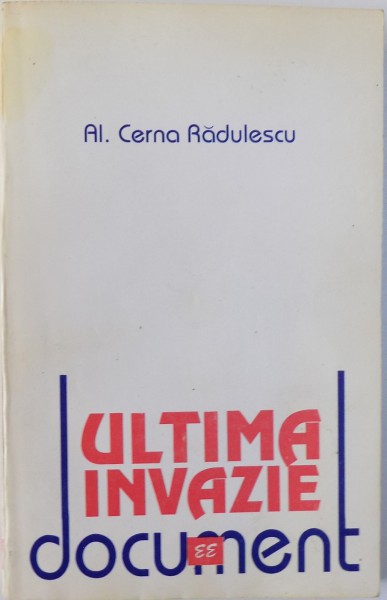 Al. Cerna Rădulescu
ULTIMA
INVAZIE
document
EE